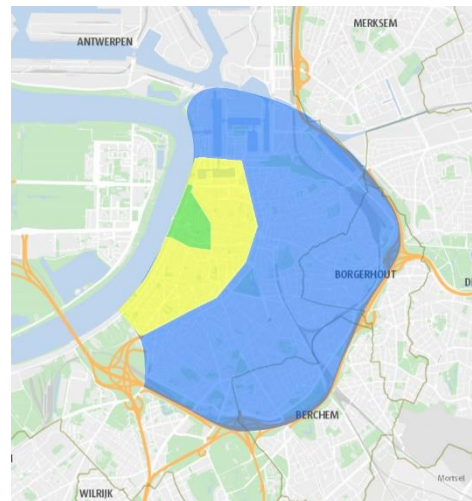 MERKSEM
ANTWERPEN
BORGERHOUT
BERCHEM
Mortsel
WILRIJK